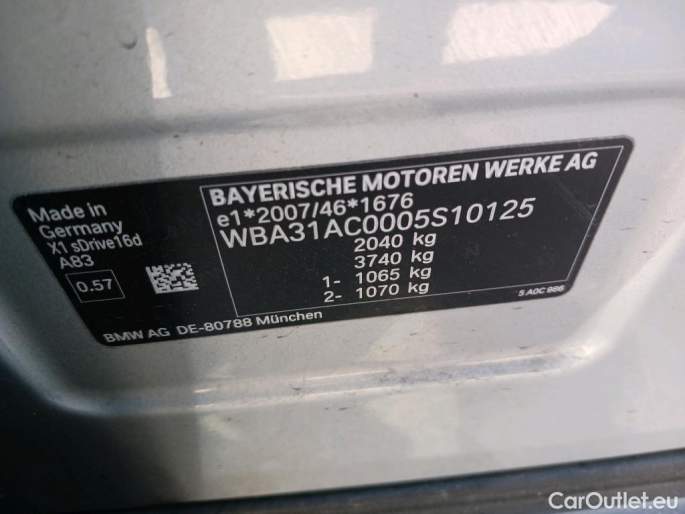 Made in
Germany
X1 sDrive16d
A83
0.57
BAYERISCHE MOTOREN WERKE AG
e1*2007/46*1676
WBA31AC0005S10125
2040 kg
3740 kg
1- 1065 kg
2- 1070 kg
5 A0C 986
BMW AG DE-80788 München
CarOutlet.eu